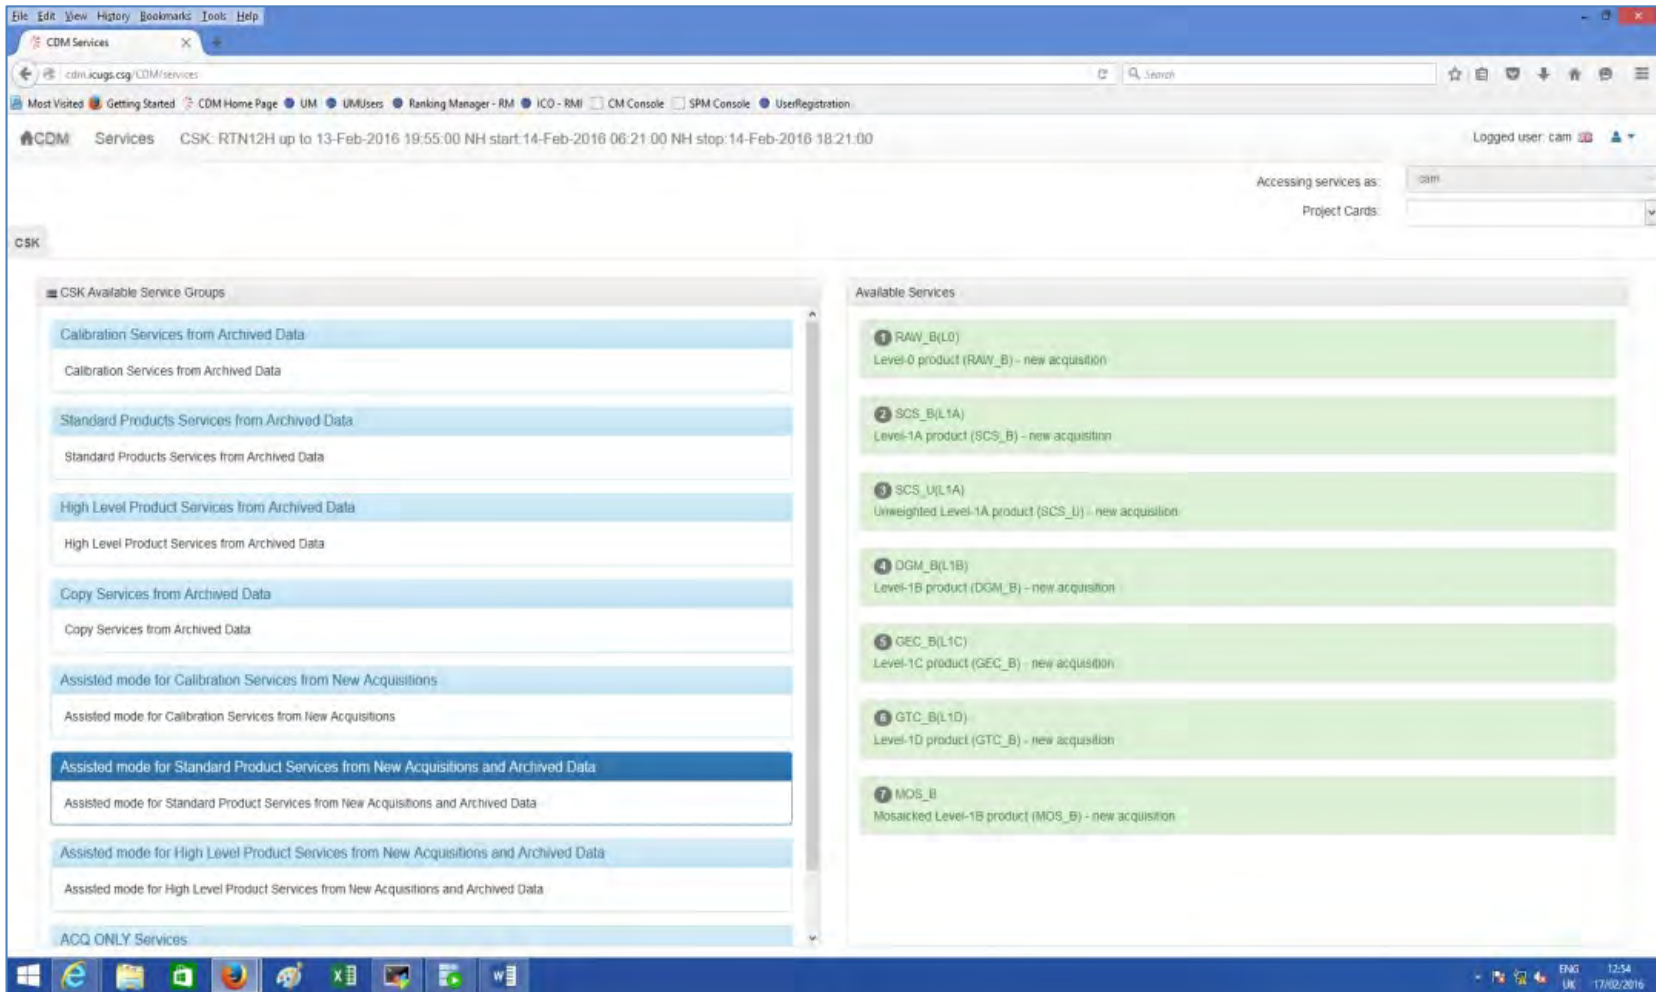 File Edit View History Bookmarks Tools Help
CDM Services
cdm.icugs.csg/CDM/services
Search
Most Visited Getting Started CDM Home Page UM UMUsers Ranking Manager - RM ICO - RMI CM Console SPM Console UserRegistration
CDM Services CSK: RTN12H up to 13-Feb-2016 19:55:00 NH start:14-Feb-2016 06:21:00 NH stop:14-Feb-2016 18:21:00 Logged user: cam
Accessing services as: cam
Project Cards:
CSK
CSK Available Service Groups
Calibration Services from Archived Data
Calibration Services from Archived Data
Standard Products Services from Archived Data
Standard Products Services from Archived Data
High Level Product Services from Archived Data
High Level Product Services from Archived Data
Copy Services from Archived Data
Copy Services from Archived Data
Assisted mode for Calibration Services from New Acquisitions
Assisted mode for Calibration Services from New Acquisitions
Assisted mode for Standard Product Services from New Acquisitions and Archived Data
Assisted mode for Standard Product Services from New Acquisitions and Archived Data
Assisted mode for High Level Product Services from New Acquisitions and Archived Data
Assisted mode for High Level Product Services from New Acquisitions and Archived Data
ACQ ONLY Services
Available Services
1 RAW_B(L0)
Level-0 product (RAW_B) - new acquisition
2 SCS_B(L1A)
Level-1A product (SCS_B) - new acquisition
3 SCS_U(L1A)
Unweighted Level-1A product (SCS_U) - new acquisition
4 DGM_B(L1B)
Level-1B product (DGM_B) - new acquisition
5 GEC_B(L1C)
Level-1C product (GEC_B) - new acquisition
6 GTC_B(L1D)
Level-1D product (GTC_B) - new acquisition
7 MOS_B
Mosaicked Level-1B product (MOS_B) - new acquisition
ENG 12:54
UK 17/02/2016